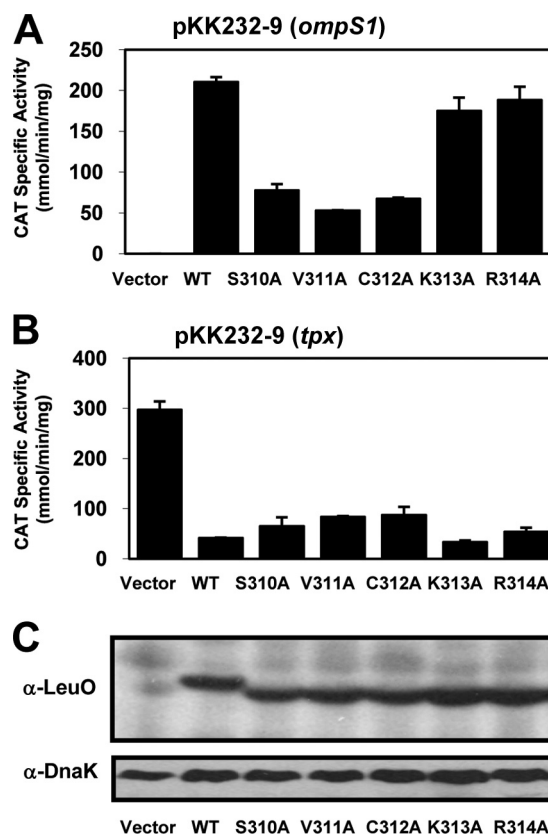 A
pKK232-9 (ompS1)
CAT Specific Activity
(mmol/min/mg)
250
200
150
100
50
0
Vector WT S310A V311A C312A K313A R314A
B
pKK232-9 (tpx)
CAT Specific Activity
(mmol/min/mg)
400
300
200
100
0
Vector WT S310A V311A C312A K313A R314A
C
α-LeuO
α-DnaK
Vector WT S310A V311A C312A K313A R314A